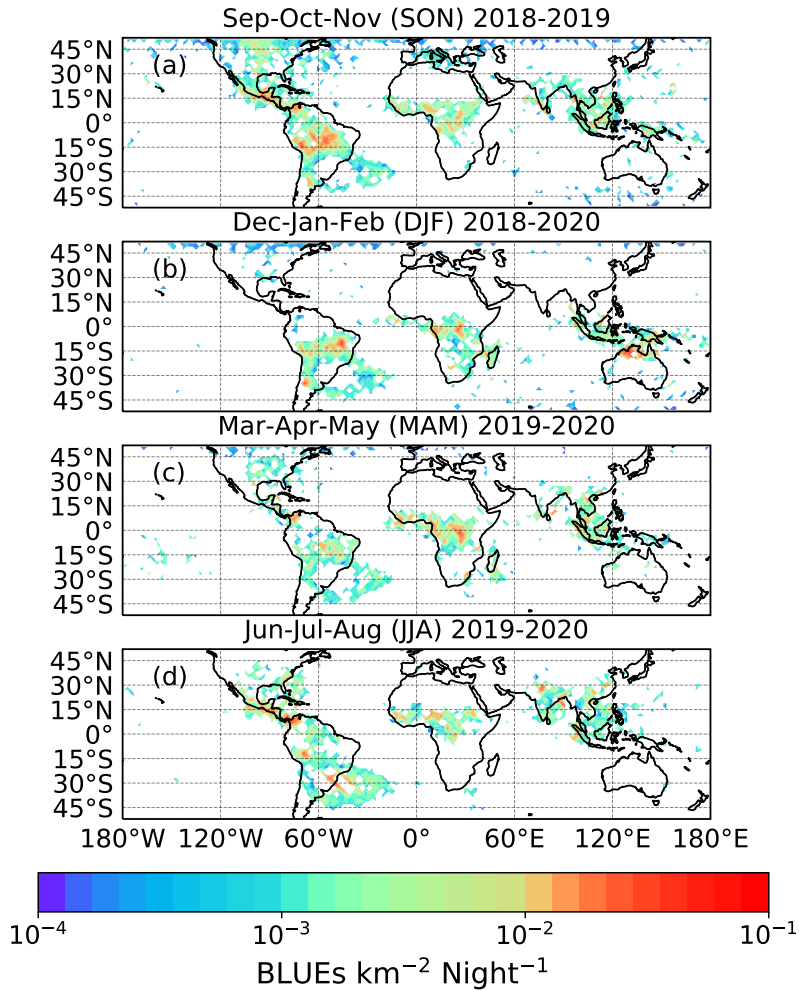 Sep-Oct-Nov (SON) 2018-2019
(a)
45°N
30°N
15°N
0°
15°S
30°S
45°S
Dec-Jan-Feb (DJF) 2018-2020
(b)
45°N
30°N
15°N
0°
15°S
30°S
45°S
Mar-Apr-May (MAM) 2019-2020
(c)
45°N
30°N
15°N
0°
15°S
30°S
45°S
Jun-Jul-Aug (JJA) 2019-2020
(d)
45°N
30°N
15°N
0°
15°S
30°S
45°S
180°W 120°W 60°W 0° 60°E 120°E 180°E
10⁻⁴ 10⁻³ 10⁻² 10⁻¹
BLUEs km⁻² Night⁻¹